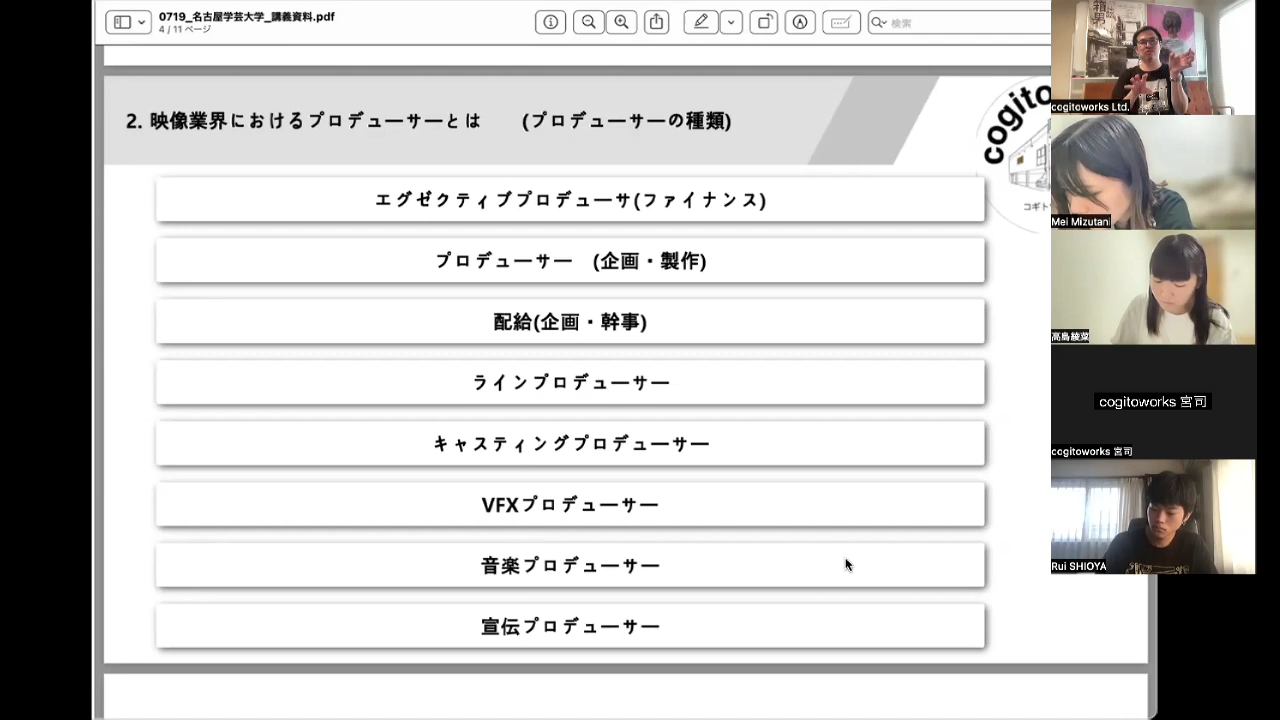 0719_名古屋学芸大学_講義資料.pdf
4 / 11 ページ
検索
2. 映像業界におけるプロデューサーとは (プロデューサーの種類)
cogito
コギト
エグゼクティブプロデューサ(ファイナンス)
プロデューサー (企画・製作)
配給(企画・幹事)
ラインプロデューサー
キャスティングプロデューサー
VFXプロデューサー
音楽プロデューサー
宣伝プロデューサー
cogitoworks Ltd.
Mei Mizutani
高島綾菜
cogitoworks 宮司
cogitoworks 宮司
Rui SHIOYA